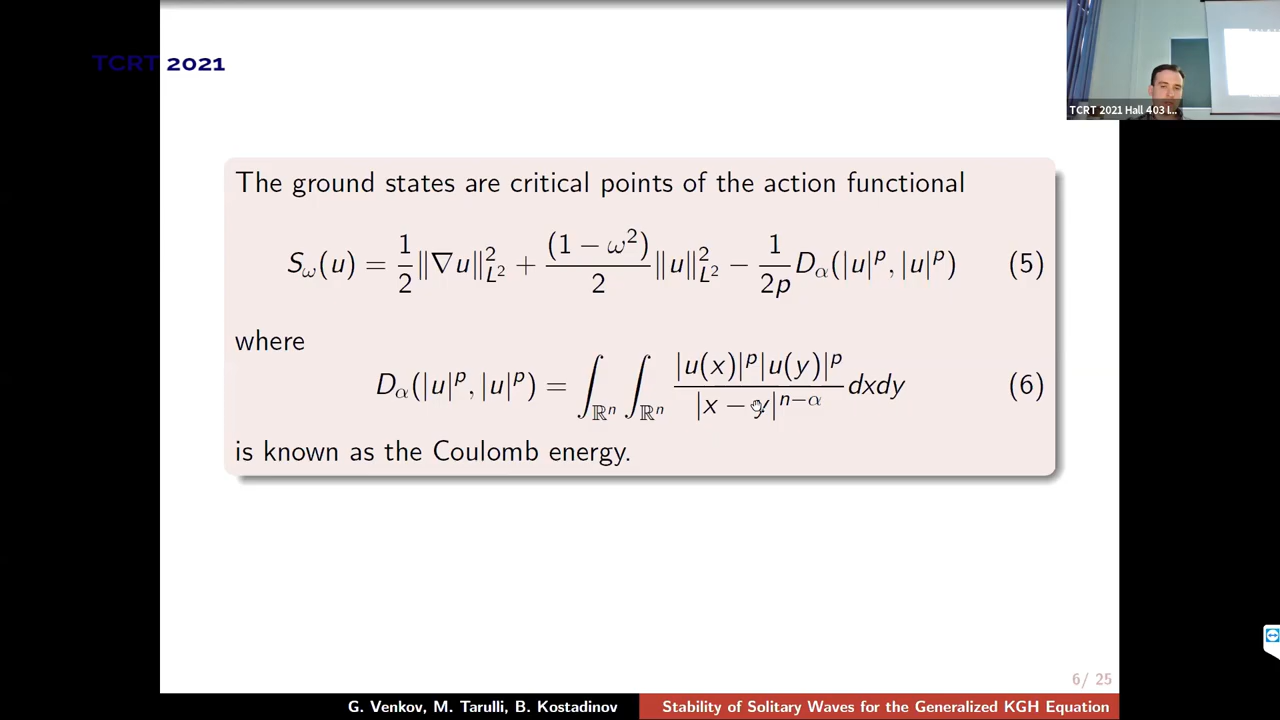 TCRT 2021
TCRT 2021 Hall 403 I...
The ground states are critical points of the action functional
S_ω(u) = 1/2 ‖∇u‖²_{L²} + (1 − ω²)/2 ‖u‖²_{L²} − 1/2p D_α(|u|^p, |u|^p) (5)
where
D_α(|u|^p, |u|^p) = ∫_{ℝⁿ} ∫_{ℝⁿ} |u(x)|^p|u(y)|^p / |x − y|^{n−α} dxdy (6)
is known as the Coulomb energy.
6/ 25
G. Venkov, M. Tarulli, B. Kostadinov
Stability of Solitary Waves for the Generalized KGH Equation